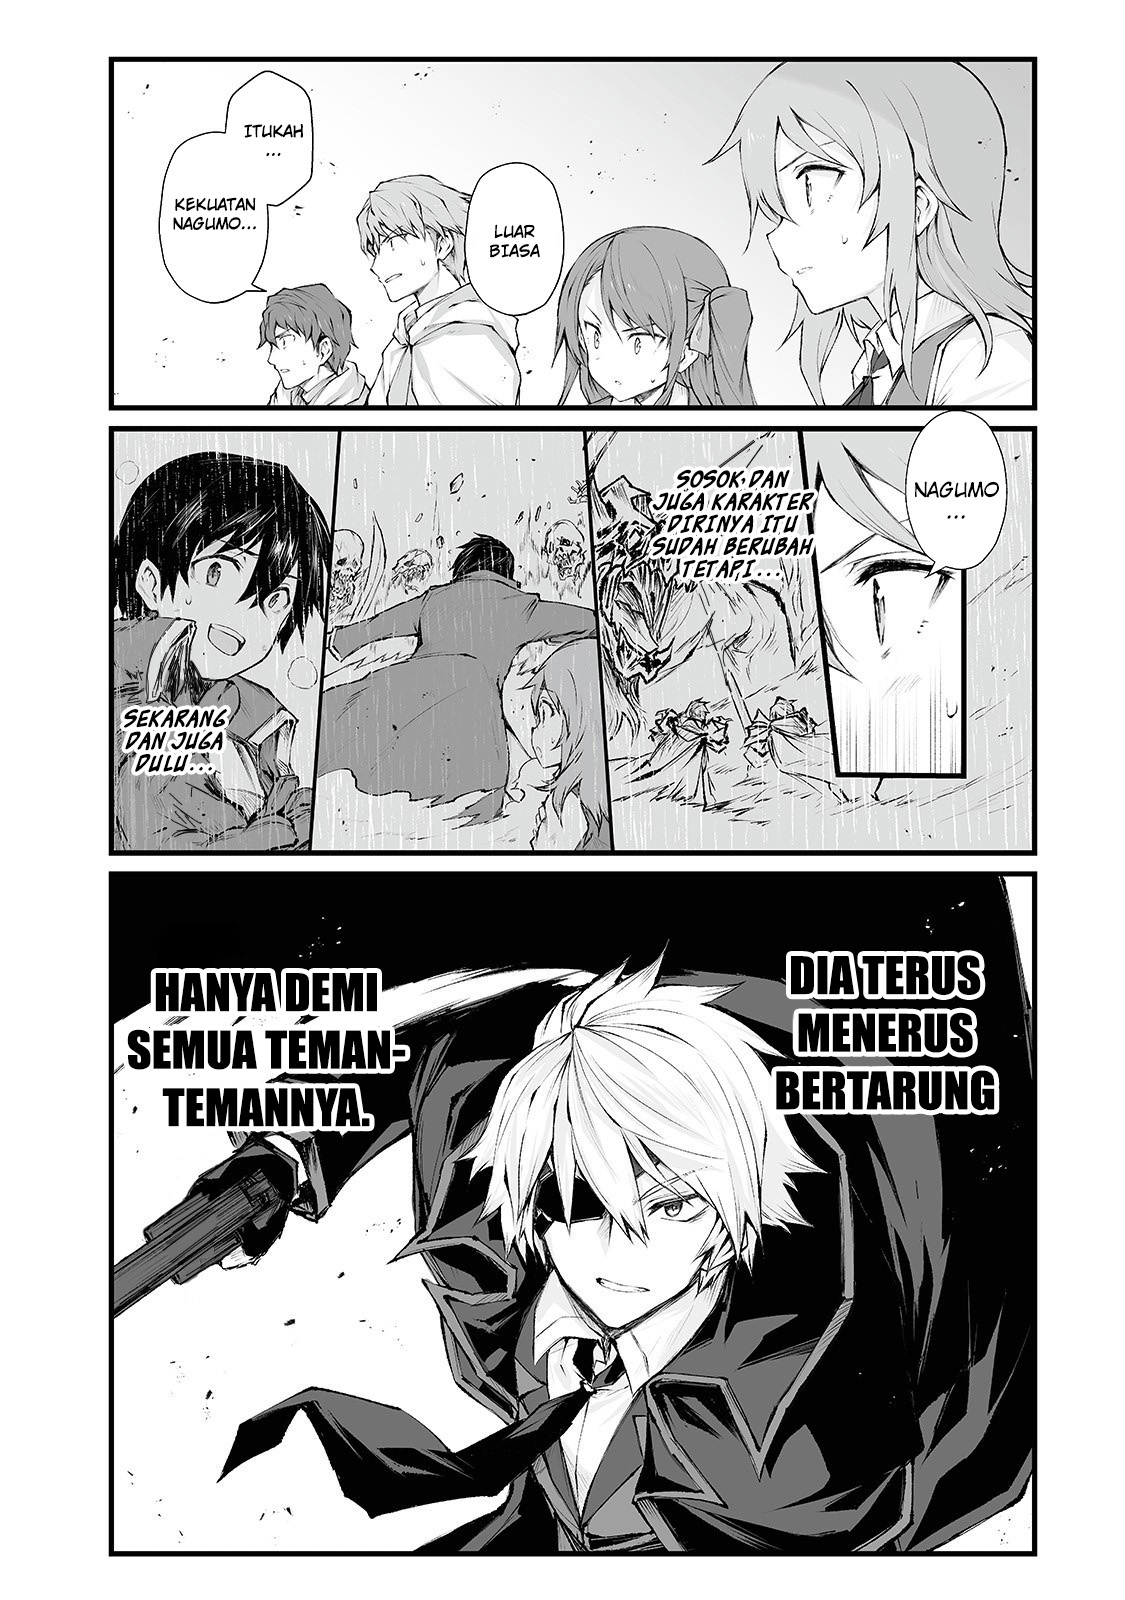 LUAR
BIASA
ITUKAH
...
KEKUATAN
NAGUMO...
NAGUMO
...
SOSOK DAN
JUGA KARAKTER
DIRINYA ITU
SUDAH BERUBAH
TETAPI...
SEKARANG
DAN JUGA
DULU...
DIA TERUS
MENERUS
BERTARUNG
HANYA DEMI
SEMUA TEMAN-
TEMANNYA.